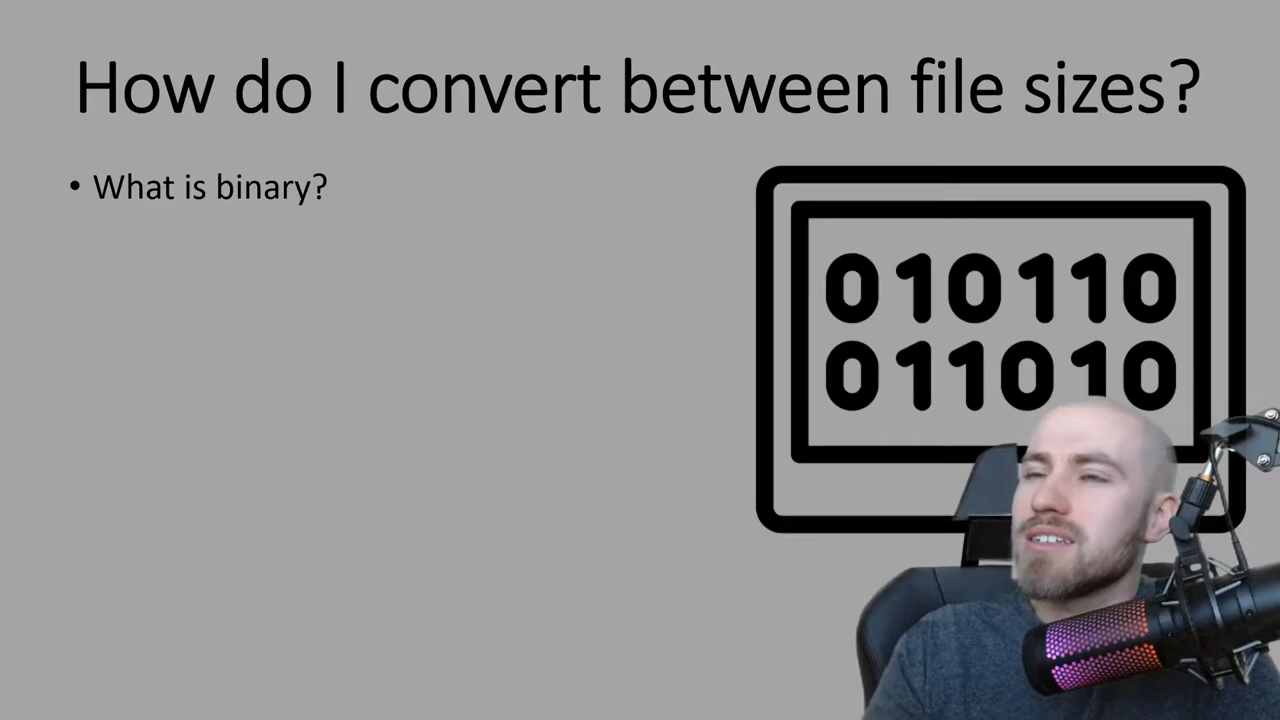 How do I convert between file sizes?
• What is binary?
010110
011010